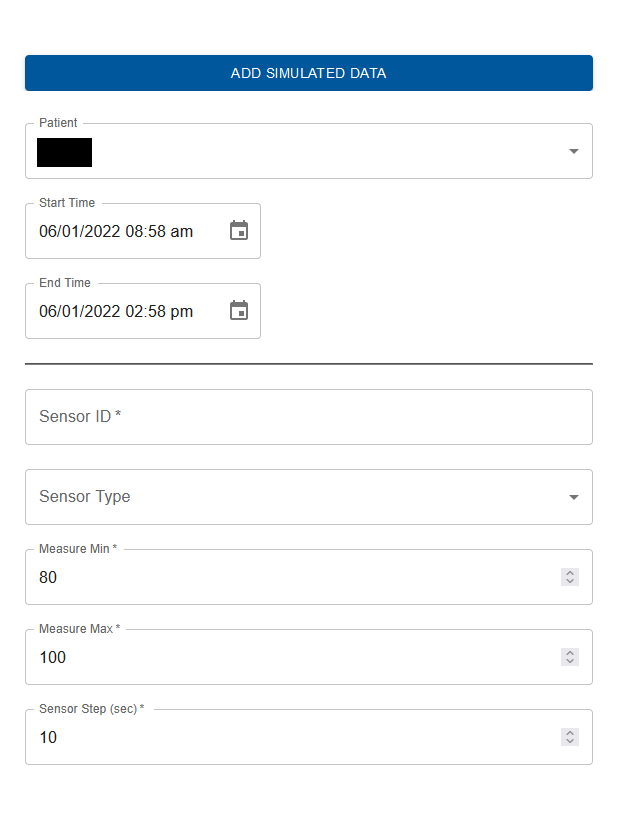 ADD SIMULATED DATA
Patient
Start Time
06/01/2022 08:58 am
End Time
06/01/2022 02:58 pm
Sensor ID *
Sensor Type
Measure Min *
80
Measure Max *
100
Sensor Step (sec) *
10